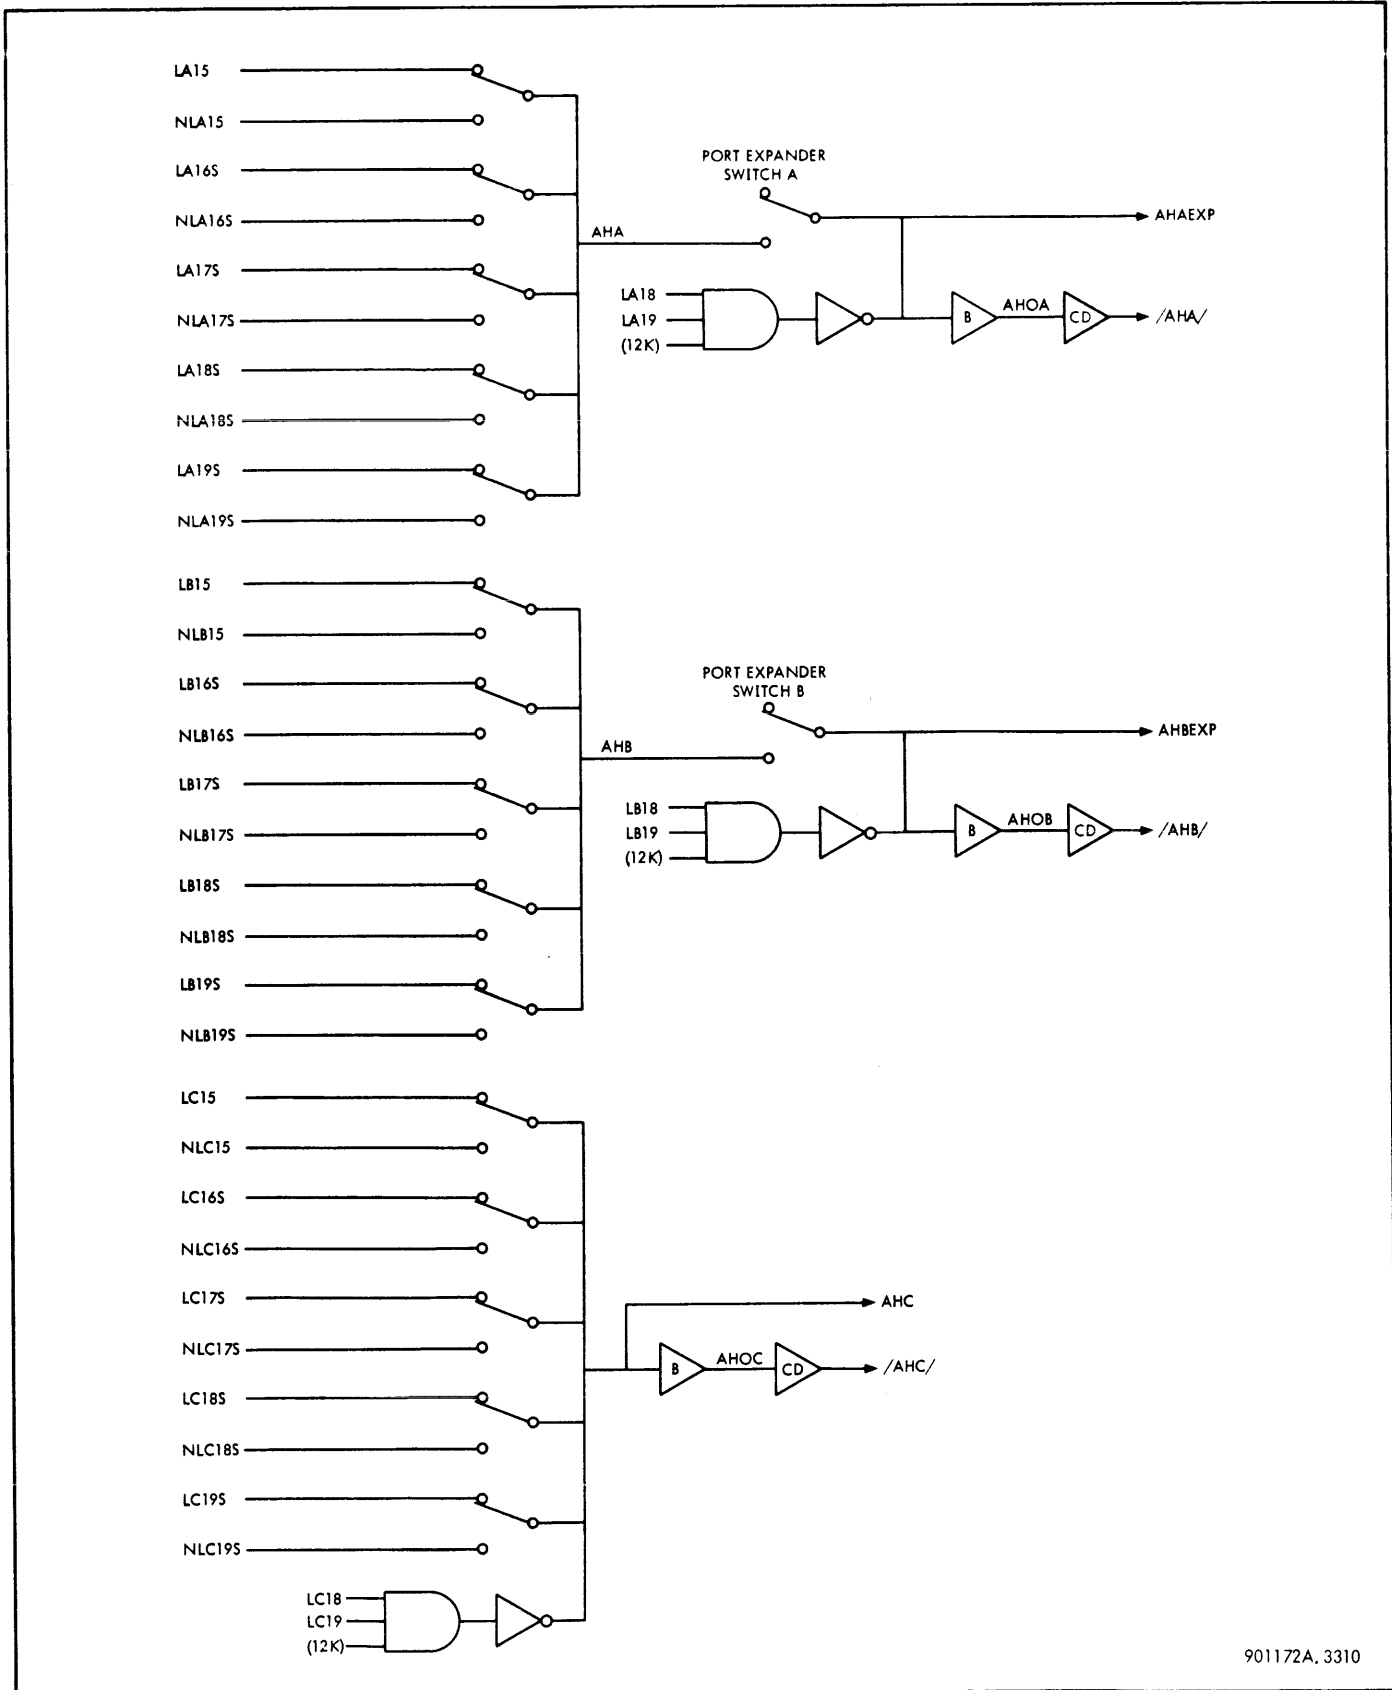 LA15
NLA15
LA16S
NLA16S
LA17S
NLA17S
LA18S
NLA18S
LA19S
NLA19S
AHA
PORT EXPANDER
SWITCH A
AHAEXP
LA18
LA19
(12K)
B
AHOA
CD
/AHA/
LB15
NLB15
LB16S
NLB16S
LB17S
NLB17S
LB18S
NLB18S
LB19S
NLB19S
AHB
PORT EXPANDER
SWITCH B
AHBEXP
LB18
LB19
(12K)
B
AHOB
CD
/AHB/
LC15
NLC15
LC16S
NLC16S
LC17S
NLC17S
LC18S
NLC18S
LC19S
NLC19S
LC18
LC19
(12K)
AHC
B
AHOC
CD
/AHC/
901172A.3310